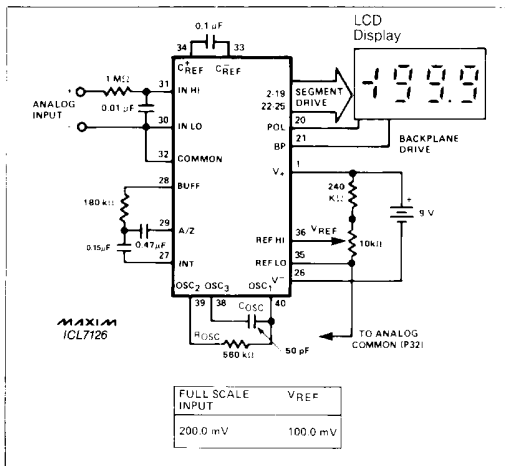 LCD
Display
-199.9
0.1 µF
34
33
C+REF
C-REF
1 MΩ
31
IN HI
+
ANALOG
INPUT
-
0.01 µF
30
IN LO
32
COMMON
28
BUFF
180 kΩ
29
A/Z
0.47µF
0.15µF
27
INT
2-19
22-25
SEGMENT
DRIVE
20
POL
21
BP
BACKPLANE
DRIVE
1
V+
240
KΩ
+
9 V
36
REF HI
VREF
10kΩ
35
REF LO
26
V-
OSC2
OSC3
OSC1
39
38
40
COSC
ROSC
560 kΩ
50 pF
TO ANALOG
COMMON (P32)
MAXIM
ICL7126
FULL SCALE
INPUT
VREF
200.0 mV
100.0 mV